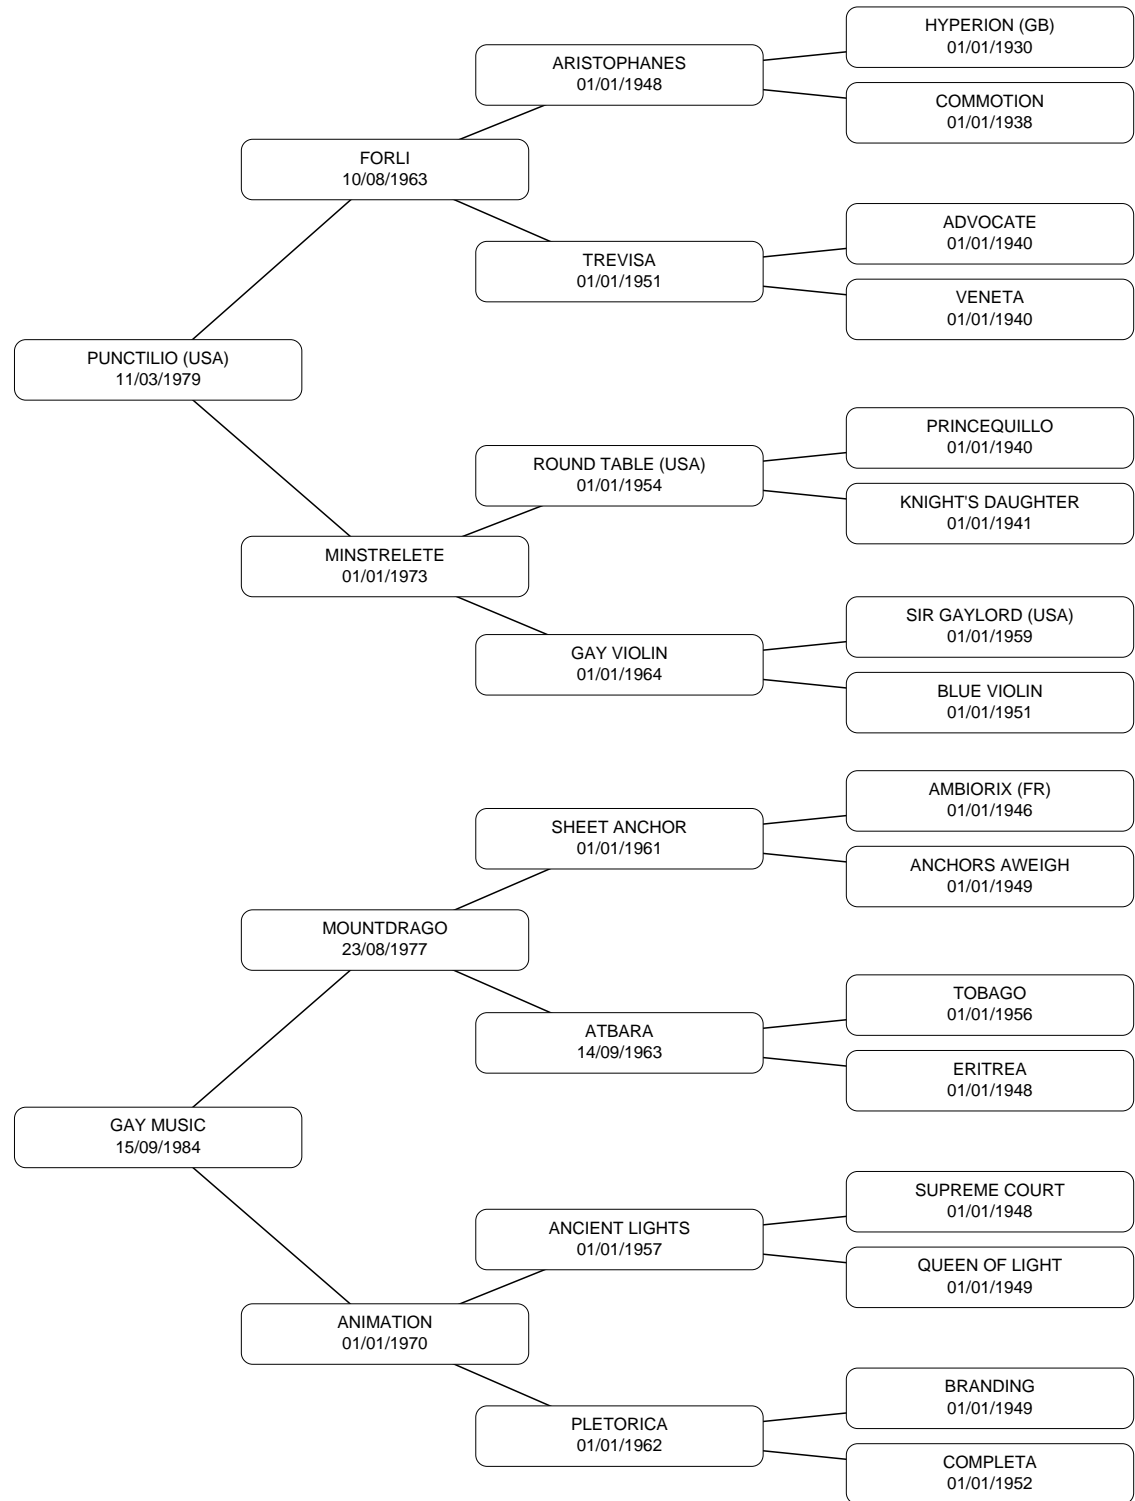 HYPERION (GB)
01/01/1930
ARISTOPHANES
01/01/1948
COMMOTION
01/01/1938
FORLI
10/08/1963
ADVOCATE
01/01/1940
TREVISA
01/01/1951
VENETA
01/01/1940
PUNCTILIO (USA)
11/03/1979
PRINCEQUILLO
01/01/1940
ROUND TABLE (USA)
01/01/1954
KNIGHT'S DAUGHTER
01/01/1941
MINSTRELETE
01/01/1973
SIR GAYLORD (USA)
01/01/1959
GAY VIOLIN
01/01/1964
BLUE VIOLIN
01/01/1951
AMBIORIX (FR)
01/01/1946
SHEET ANCHOR
01/01/1961
ANCHORS AWEIGH
01/01/1949
MOUNTDRAGO
23/08/1977
TOBAGO
01/01/1956
ATBARA
14/09/1963
ERITREA
01/01/1948
GAY MUSIC
15/09/1984
SUPREME COURT
01/01/1948
ANCIENT LIGHTS
01/01/1957
QUEEN OF LIGHT
01/01/1949
ANIMATION
01/01/1970
BRANDING
01/01/1949
PLETORICA
01/01/1962
COMPLETA
01/01/1952